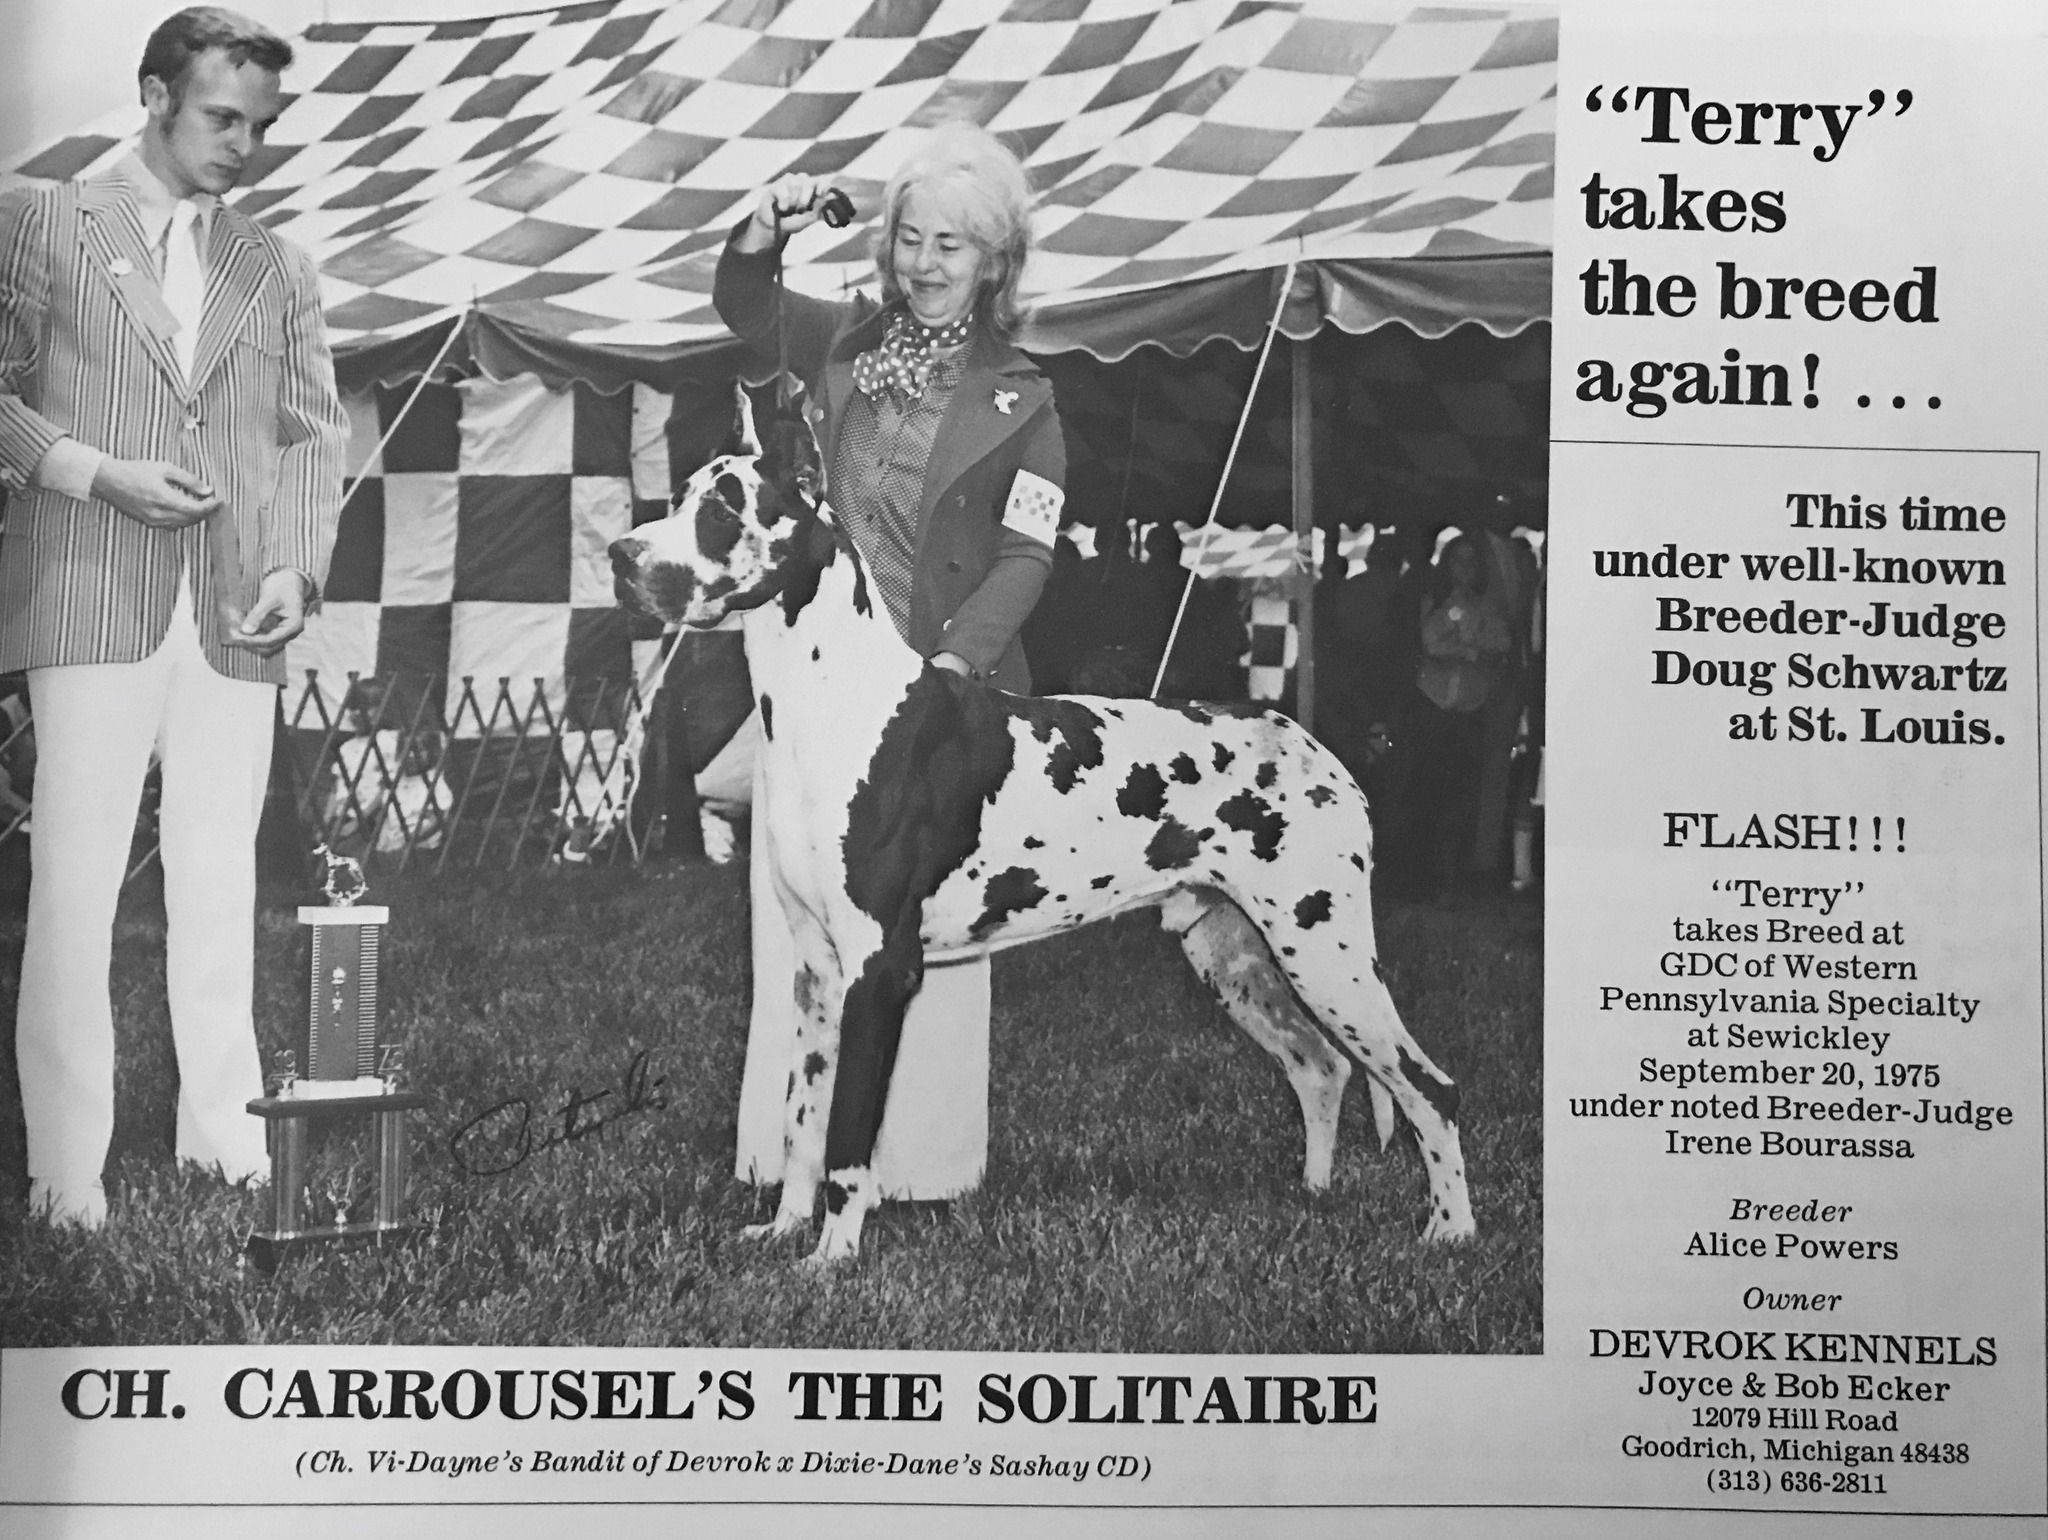 “Terry”
takes
the breed
again! ...
This time
under well-known
Breeder-Judge
Doug Schwartz
at St. Louis.
FLASH!!!
“Terry”
takes Breed at
GDC of Western
Pennsylvania Specialty
at Sewickley
September 20, 1975
under noted Breeder-Judge
Irene Bourassa
Breeder
Alice Powers
Owner
DEVROK KENNELS
Joyce & Bob Ecker
12079 Hill Road
Goodrich, Michigan 48438
(313) 636-2811
CH. CARROUSEL’S THE SOLITAIRE
(Ch. Vi-Dayne’s Bandit of Devrok x Dixie-Dane’s Sashay CD)